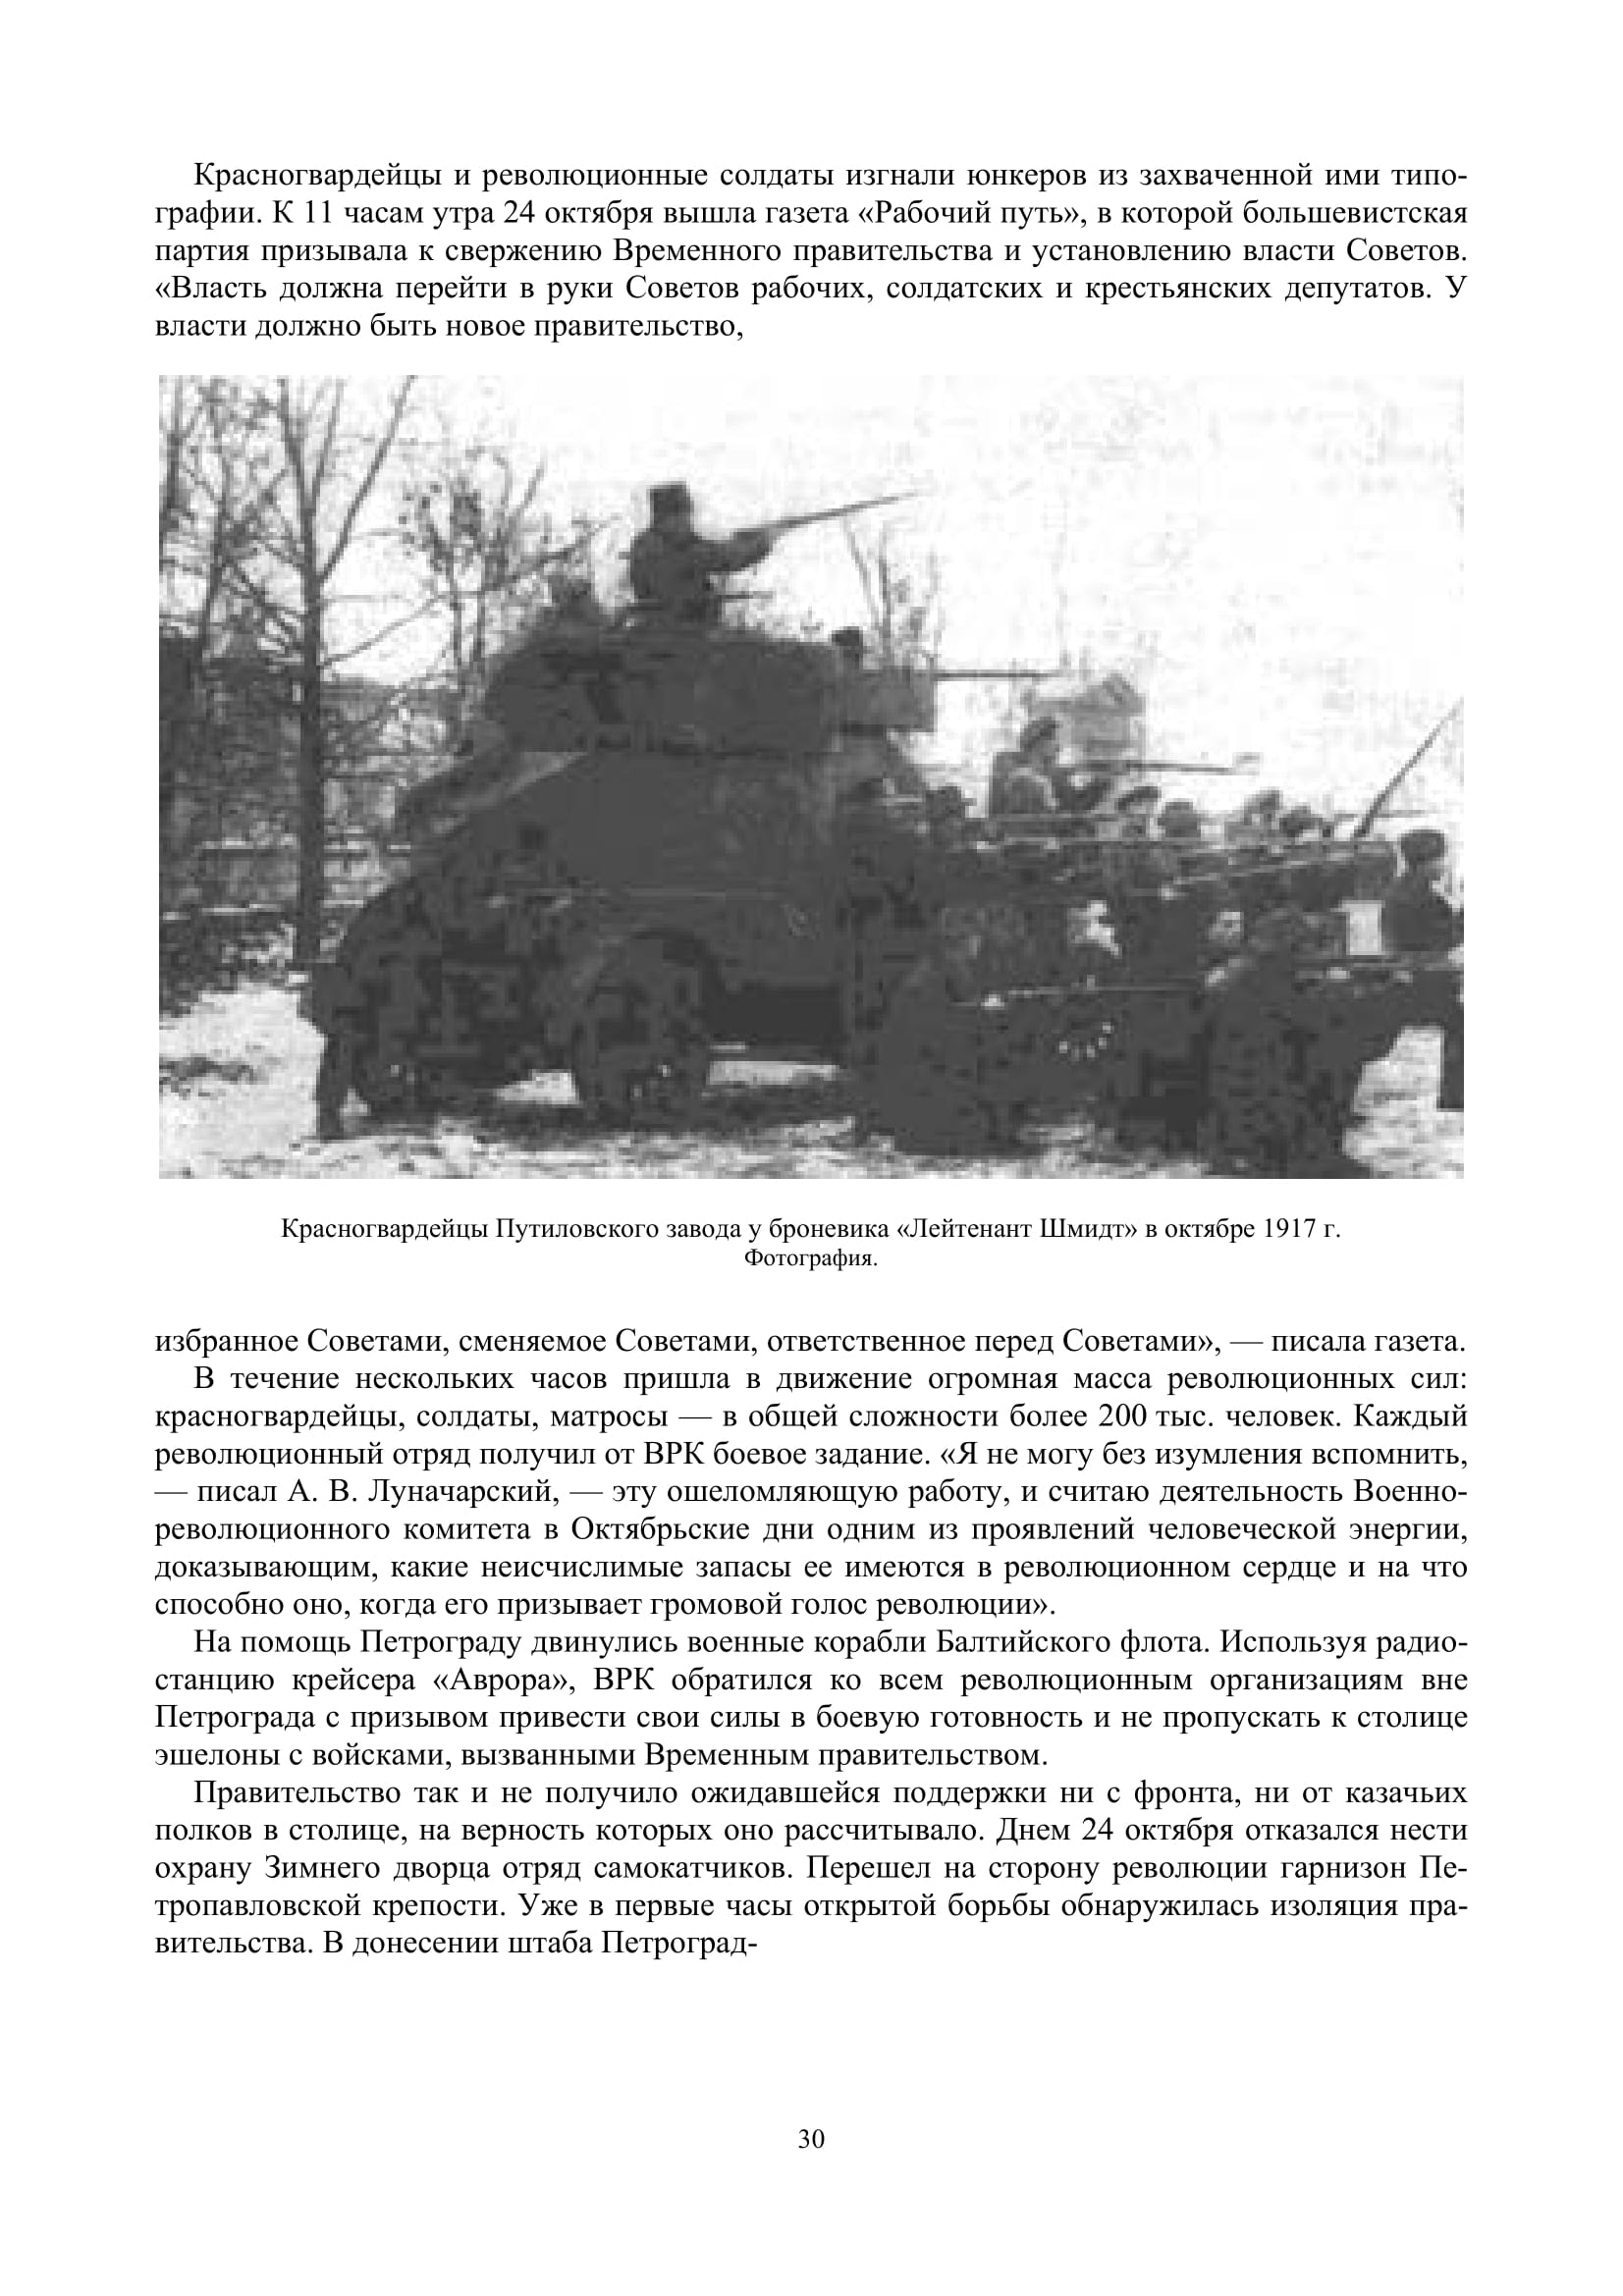 Красногвардейцы и революционные солдаты изгнали юнкеров из захваченной ими типо-
графии. К 11 часам утра 24 октября вышла газета «Рабочий путь», в которой большевистская
партия призывала к свержению Временного правительства и установлению власти Советов.
«Власть должна перейти в руки Советов рабочих, солдатских и крестьянских депутатов. У
власти должно быть новое правительство,
Красногвардейцы Путиловского завода у броневика «Лейтенант Шмидт» в октябре 1917 г.
Фотография.
избранное Советами, сменяемое Советами, ответственное перед Советами», — писала газета.
В течение нескольких часов пришла в движение огромная масса революционных сил:
красногвардейцы, солдаты, матросы — в общей сложности более 200 тыс. человек. Каждый
революционный отряд получил от ВРК боевое задание. «Я не могу без изумления вспомнить,
— писал А. В. Луначарский, — эту ошеломляющую работу, и считаю деятельность Военно-
революционного комитета в Октябрьские дни одним из проявлений человеческой энергии,
доказывающим, какие неисчислимые запасы ее имеются в революционном сердце и на что
способно оно, когда его призывает громовой голос революции».
На помощь Петрограду двинулись военные корабли Балтийского флота. Используя радио-
станцию крейсера «Аврора», ВРК обратился ко всем революционным организациям вне
Петрограда с призывом привести свои силы в боевую готовность и не пропускать к столице
эшелоны с войсками, вызванными Временным правительством.
Правительство так и не получило ожидавшейся поддержки ни с фронта, ни от казачьих
полков в столице, на верность которых оно рассчитывало. Днем 24 октября отказался нести
охрану Зимнего дворца отряд самокатчиков. Перешел на сторону революции гарнизон Пе-
тропавловской крепости. Уже в первые часы открытой борьбы обнаружилась изоляция пра-
вительства. В донесении штаба Петроград-
30